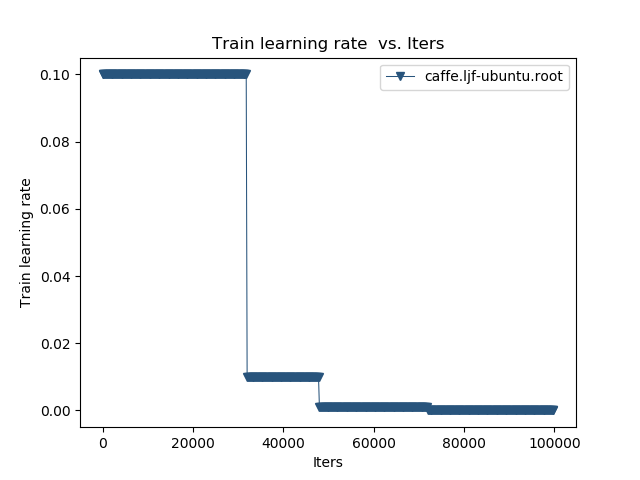 Train learning rate  vs. Iters
caffe.ljf-ubuntu.root
Train learning rate
0.10
0.08
0.06
0.04
0.02
0.00
0 20000 40000 60000 80000 100000
Iters